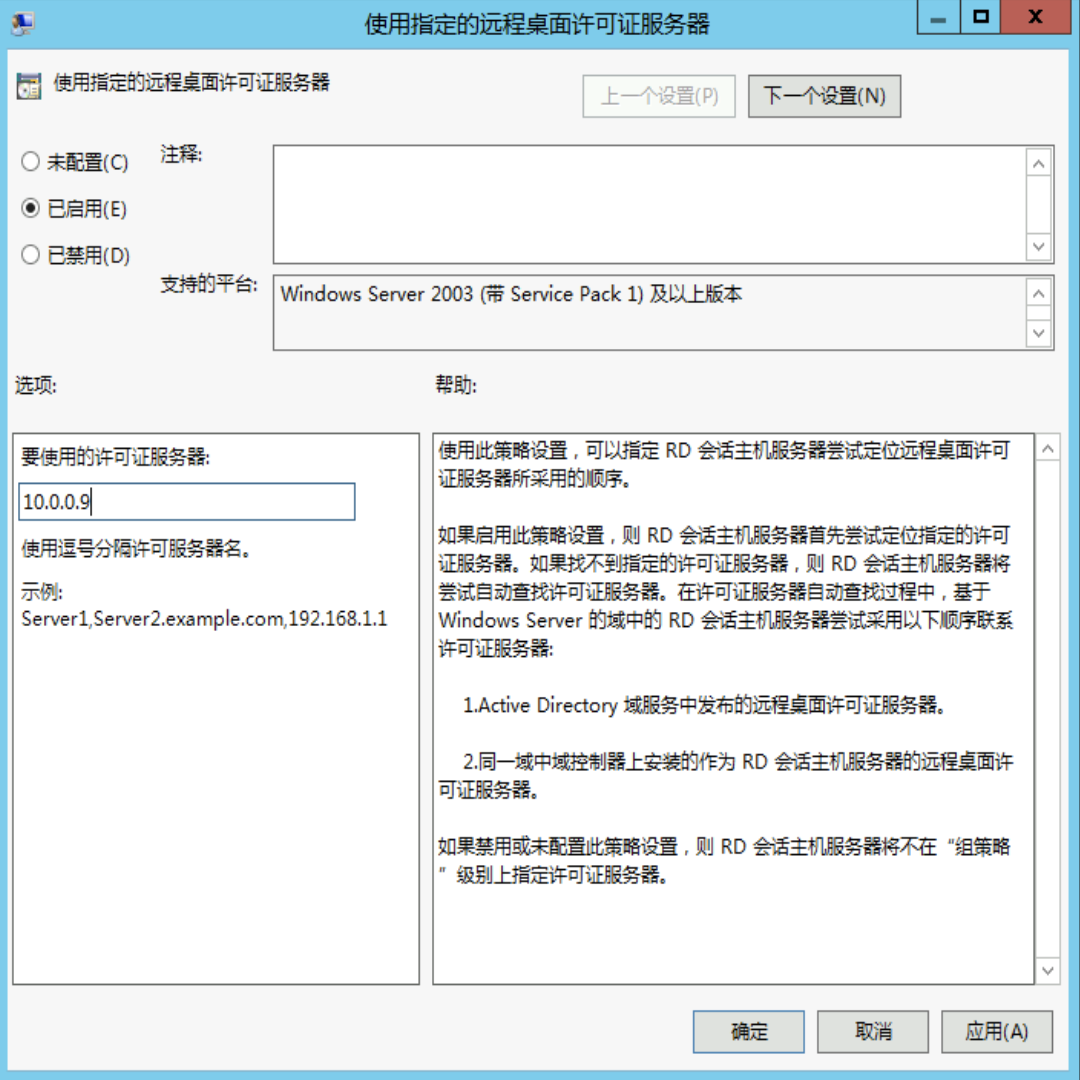 使用指定的远程桌面许可证服务器
使用指定的远程桌面许可证服务器
上一个设置(P)
下一个设置(N)
未配置(C)
注释:
已启用(E)
已禁用(D)
支持的平台:
Windows Server 2003 (带 Service Pack 1) 及以上版本
选项:
帮助:
要使用的许可证服务器:
10.0.0.9
使用逗号分隔许可服务器名。
示例:
Server1,Server2.example.com,192.168.1.1
使用此策略设置，可以指定 RD 会话主机服务器尝试定位远程桌面许可
证服务器所采用的顺序。
如果启用此策略设置，则 RD 会话主机服务器首先尝试定位指定的许可
证服务器。如果找不到指定的许可证服务器，则 RD 会话主机服务器将
尝试自动查找许可证服务器。在许可证服务器自动查找过程中，基于
Windows Server 的域中的 RD 会话主机服务器尝试采用以下顺序联系
许可证服务器:
1.Active Directory 域服务中发布的远程桌面许可证服务器。
2.同一域中域控制器上安装的作为 RD 会话主机服务器的远程桌面许
可证服务器。
如果禁用或未配置此策略设置，则 RD 会话主机服务器将不在“组策略
”级别上指定许可证服务器。
确定
取消
应用(A)